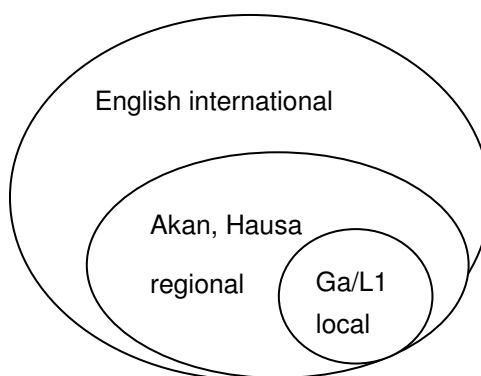 English international
Akan, Hausa
regional
Ga/L1
local